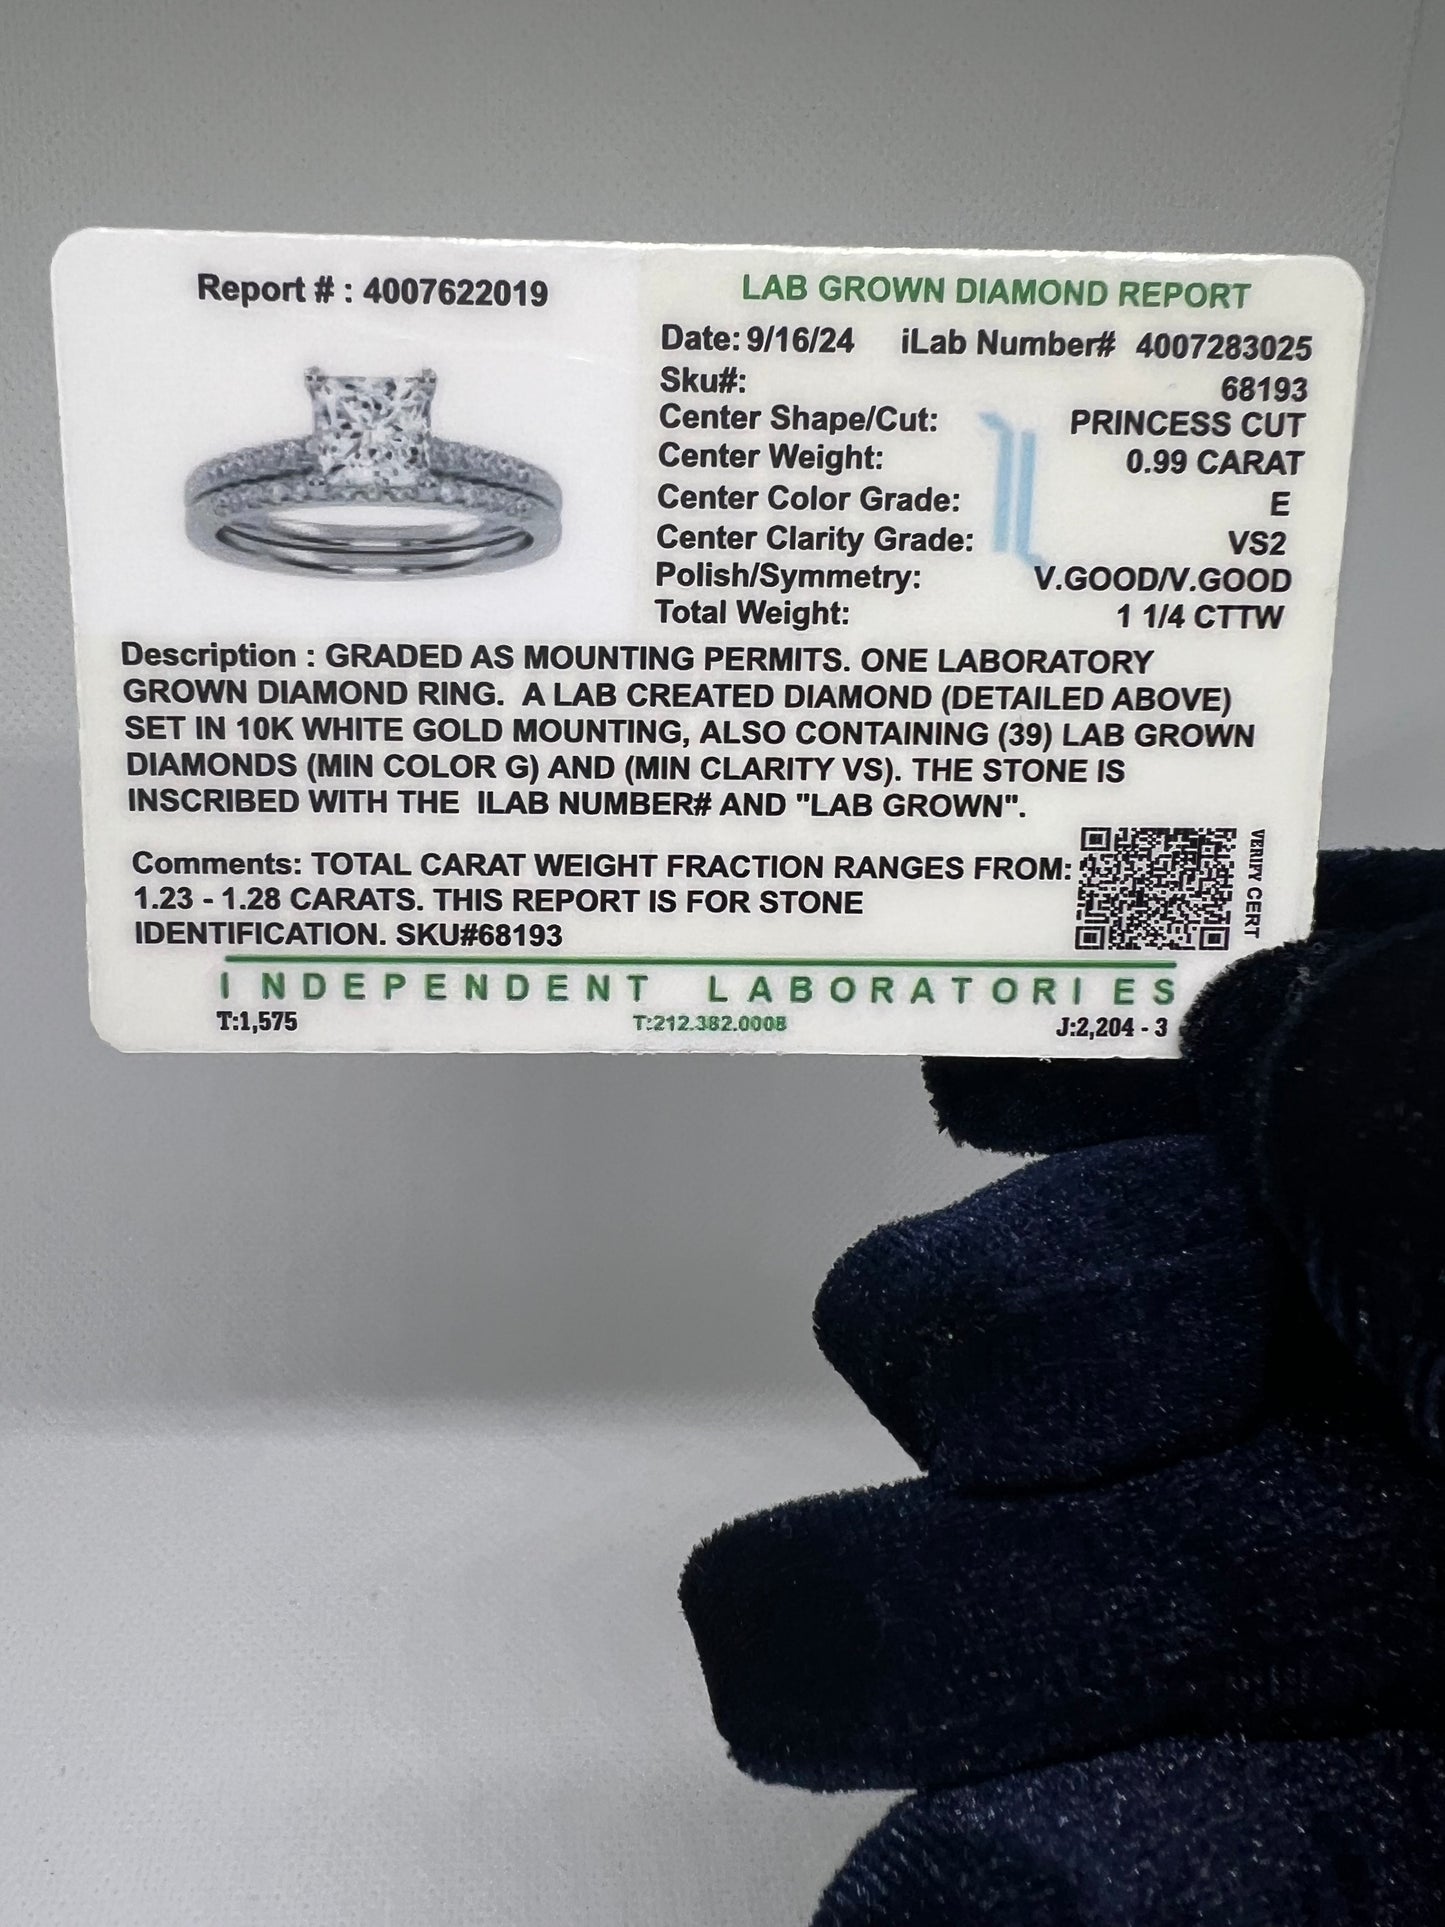 Report # : 4007622019
LAB GROWN DIAMOND REPORT
Date: 9/16/24 iLab Number# 4007283025
Sku#: 68193
Center Shape/Cut: PRINCESS CUT
Center Weight: 0.99 CARAT
Center Color Grade: E
Center Clarity Grade: VS2
Polish/Symmetry: V.GOOD/V.GOOD
Total Weight: 1 1/4 CTTW
Description : GRADED AS MOUNTING PERMITS. ONE LABORATORY
GROWN DIAMOND RING. A LAB CREATED DIAMOND (DETAILED ABOVE)
SET IN 10K WHITE GOLD MOUNTING, ALSO CONTAINING (39) LAB GROWN
DIAMONDS (MIN COLOR G) AND (MIN CLARITY VS). THE STONE IS
INSCRIBED WITH THE ILAB NUMBER# AND "LAB GROWN".
Comments: TOTAL CARAT WEIGHT FRACTION RANGES FROM:
1.23 - 1.28 CARATS. THIS REPORT IS FOR STONE
IDENTIFICATION. SKU#68193
VERIFY CERT
INDEPENDENT LABORATORIES
T:1,575 T:212.382.0008 J:2,204 - 3